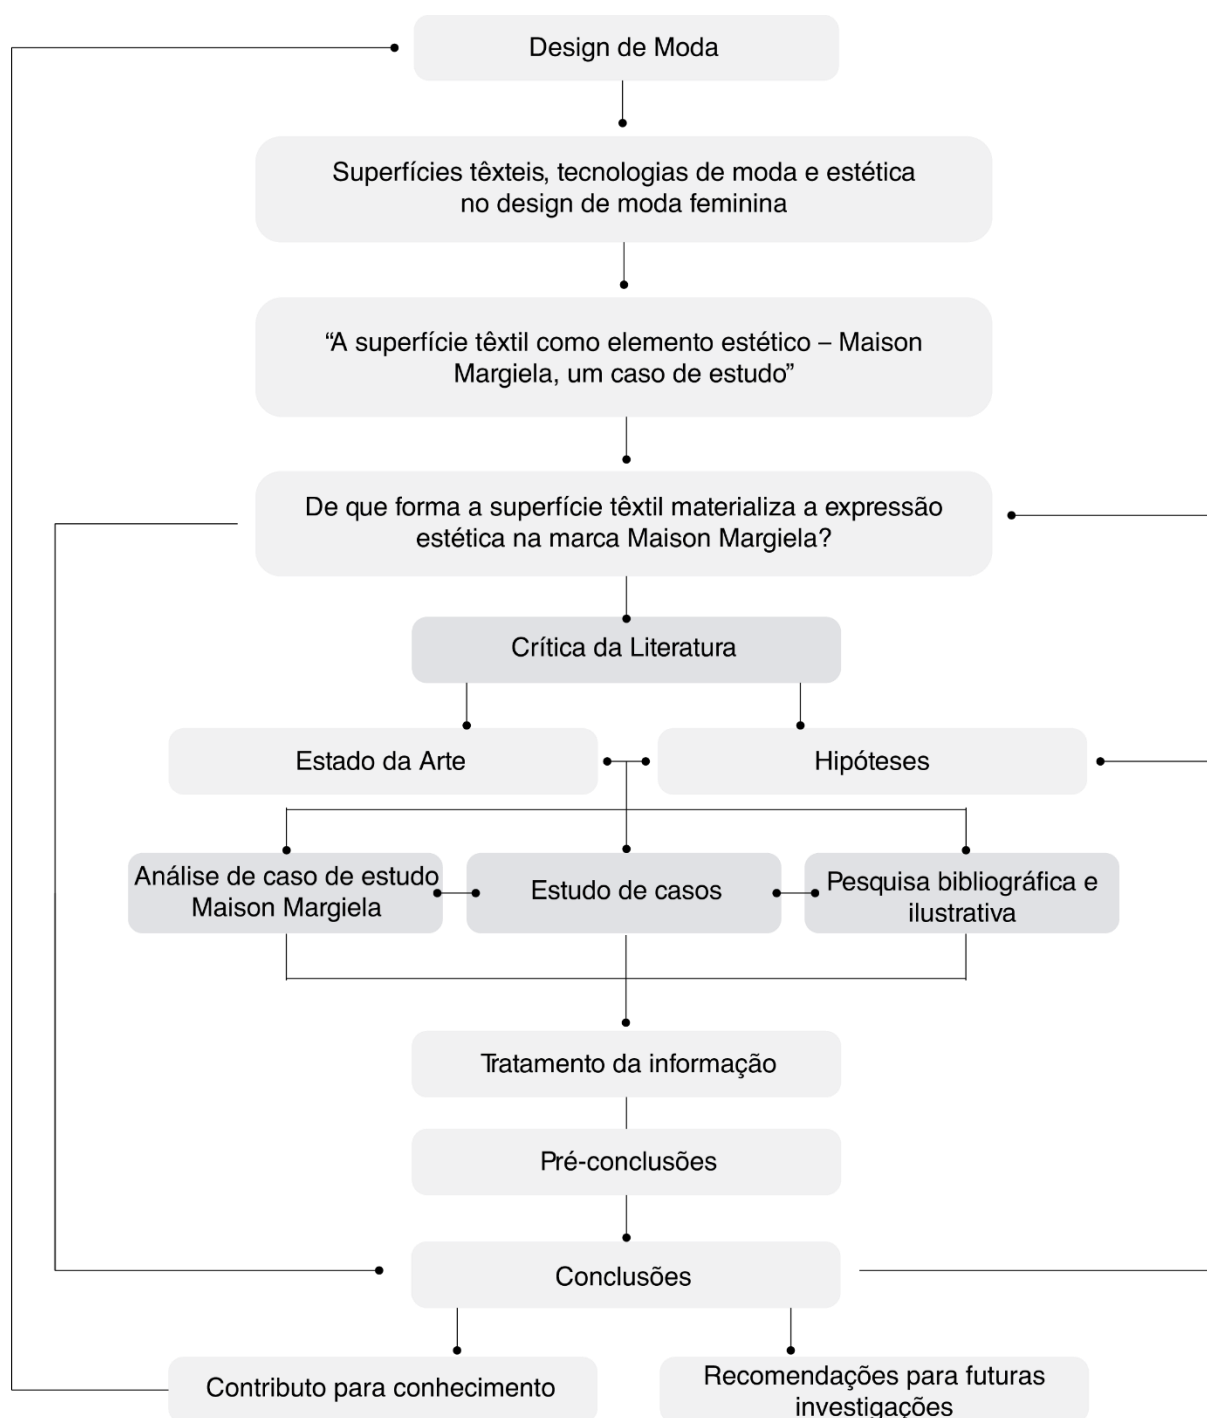 Design de Moda
Superfícies têxteis, tecnologias de moda e estética
no design de moda feminina
“A superfície têxtil como elemento estético – Maison
Margiela, um caso de estudo”
De que forma a superfície têxtil materializa a expressão
estética na marca Maison Margiela?
Crítica da Literatura
Estado da Arte
Hipóteses
Análise de caso de estudo
Maison Margiela
Estudo de casos
Pesquisa bibliográfica e
ilustrativa
Tratamento da informação
Pré-conclusões
Conclusões
Contributo para conhecimento
Recomendações para futuras
investigações